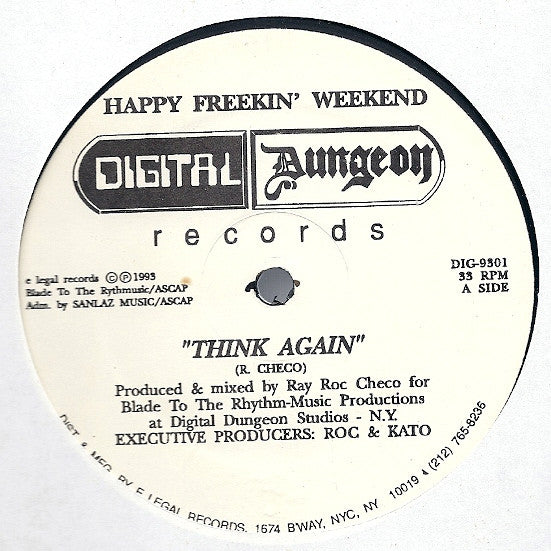 HAPPY FREEKIN' WEEKEND
DIGITAL Dungeon
records
e legal records ©℗1993
Blade To The Rythmusic/ASCAP
Adm. by SANLAZ MUSIC/ASCAP
DIG-9301
33 RPM
A SIDE
"THINK AGAIN"
(R. CHECO)
Produced & mixed by Ray Roc Checo for
Blade To The Rhythm-Music Productions
at Digital Dungeon Studios - N.Y.
EXECUTIVE PRODUCERS: ROC & KATO
DIST & MFG. BY E LEGAL RECORDS. 1674 B'WAY, NYC, NY 10019 (212) 765-8236